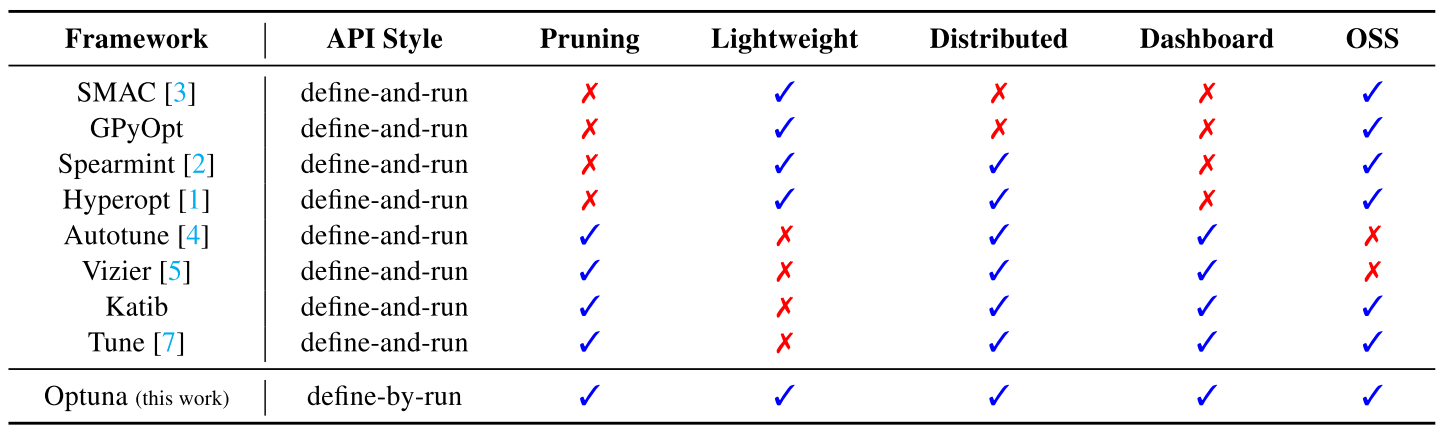 Framework API Style Pruning Lightweight Distributed Dashboard OSS
SMAC [3] define-and-run ✗ ✓ ✗ ✗ ✓
GPyOpt define-and-run ✗ ✓ ✗ ✗ ✓
Spearmint [2] define-and-run ✗ ✓ ✓ ✗ ✓
Hyperopt [1] define-and-run ✗ ✓ ✓ ✗ ✓
Autotune [4] define-and-run ✓ ✗ ✓ ✓ ✗
Vizier [5] define-and-run ✓ ✗ ✓ ✓ ✗
Katib define-and-run ✓ ✗ ✓ ✓ ✓
Tune [7] define-and-run ✓ ✗ ✓ ✓ ✓
Optuna (this work) define-by-run ✓ ✓ ✓ ✓ ✓